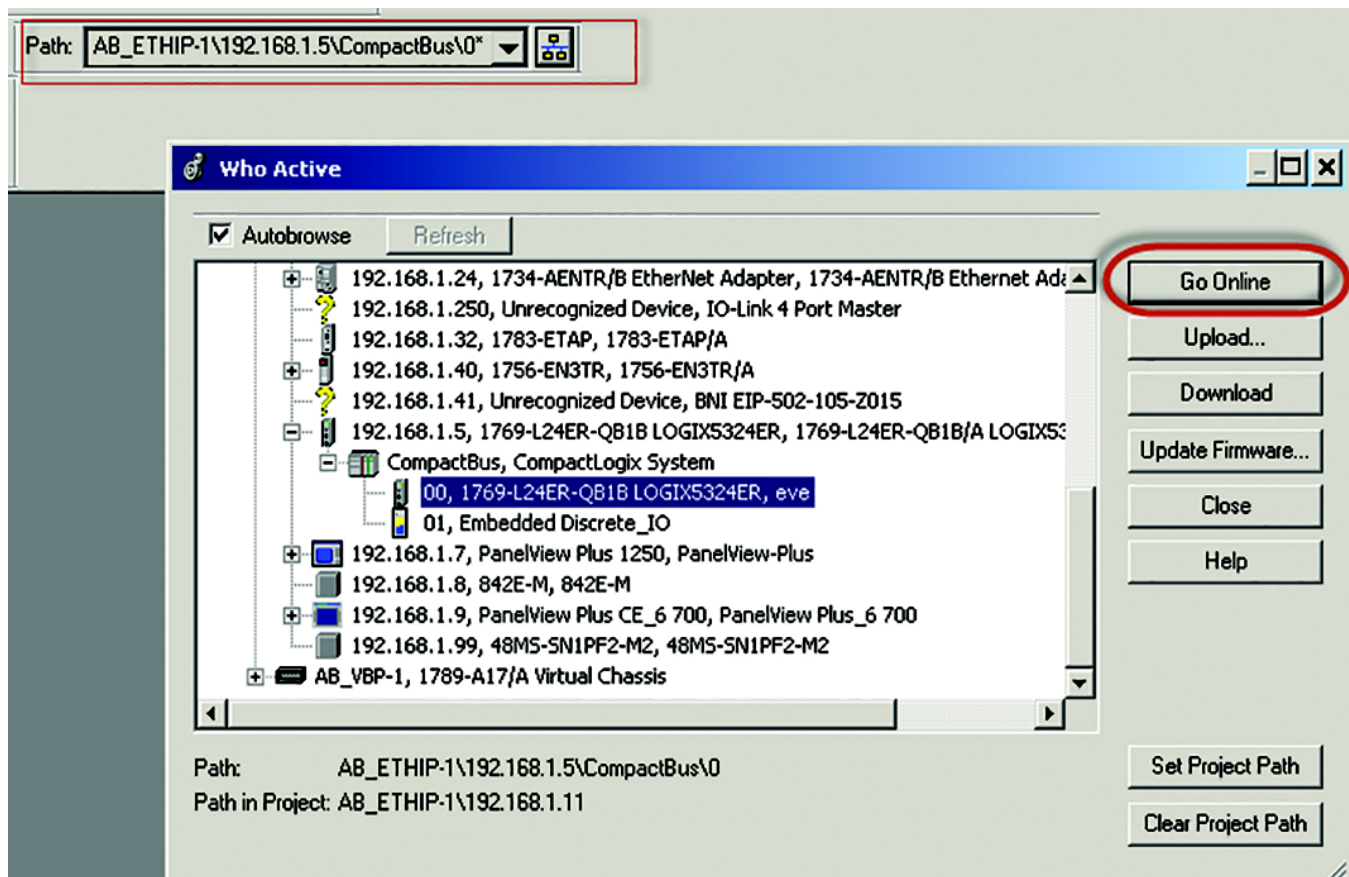 Path: AB_ETHIP-1\192.168.1.5\CompactBus\0*
Who Active
Autobrowse Refresh
192.168.1.24, 1734-AENTR/B EtherNet Adapter, 1734-AENTR/B Ethernet Ada
192.168.1.250, Unrecognized Device, IO-Link 4 Port Master
192.168.1.32, 1783-ETAP, 1783-ETAP/A
192.168.1.40, 1756-EN3TR, 1756-EN3TR/A
192.168.1.41, Unrecognized Device, BNI EIP-502-105-Z015
192.168.1.5, 1769-L24ER-QB1B LOGIX5324ER, 1769-L24ER-QB1B/A LOGIX53
CompactBus, CompactLogix System
00, 1769-L24ER-QB1B LOGIX5324ER, eve
01, Embedded Discrete_IO
192.168.1.7, PanelView Plus 1250, PanelView-Plus
192.168.1.8, 842E-M, 842E-M
192.168.1.9, PanelView Plus CE_6 700, PanelView Plus_6 700
192.168.1.99, 48MS-SN1PF2-M2, 48MS-SN1PF2-M2
AB_VBP-1, 1789-A17/A Virtual Chassis
Go Online
Upload...
Download
Update Firmware...
Close
Help
Path: AB_ETHIP-1\192.168.1.5\CompactBus\0
Path in Project: AB_ETHIP-1\192.168.1.11
Set Project Path
Clear Project Path